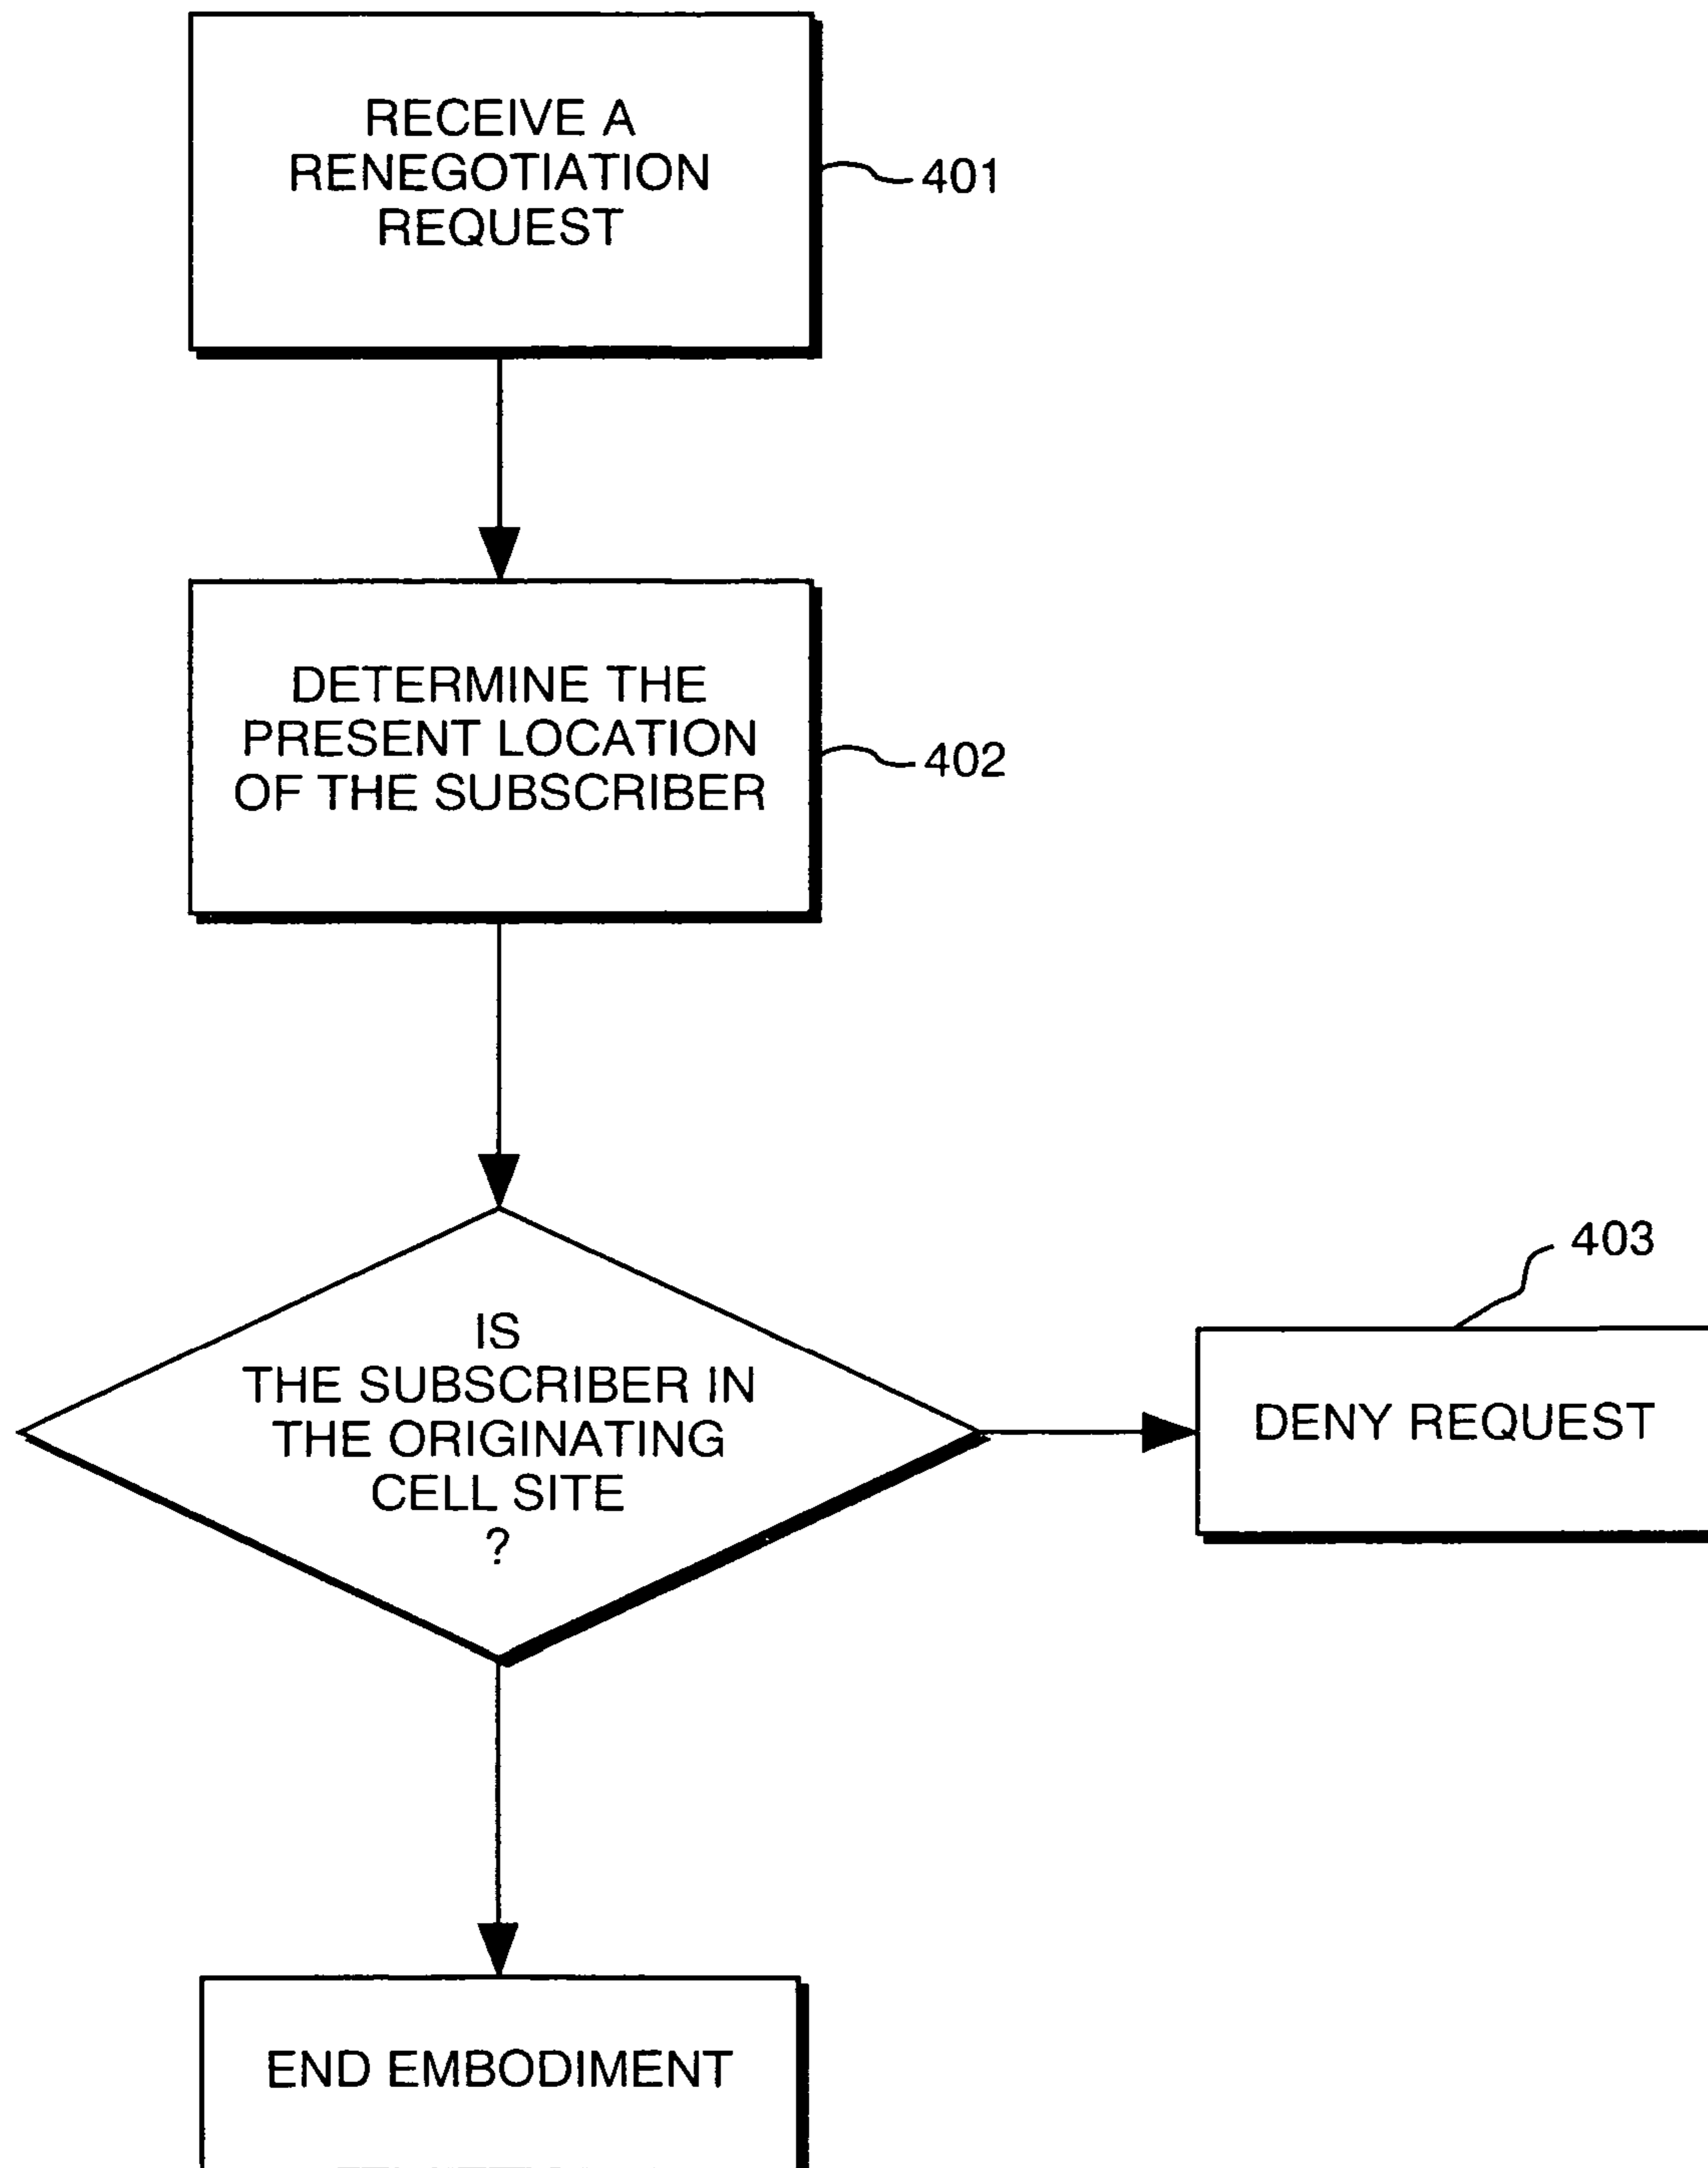 RECEIVE A
RENEGOTIATION
REQUEST
401
DETERMINE THE
PRESENT LOCATION
OF THE SUBSCRIBER
402
IS
THE SUBSCRIBER IN
THE ORIGINATING
CELL SITE
?
403
DENY REQUEST
END EMBODIMENT